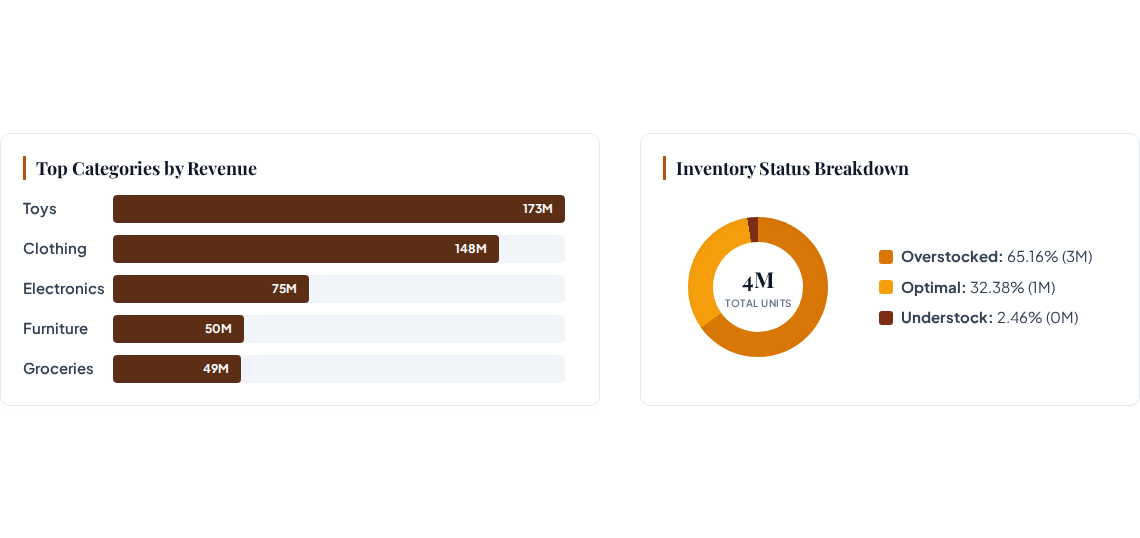 Top Categories by Revenue
Toys 173M
Clothing 148M
Electronics 75M
Furniture 50M
Groceries 49M
Inventory Status Breakdown
4M
TOTAL UNITS
Overstocked: 65.16% (3M)
Optimal: 32.38% (1M)
Understock: 2.46% (0M)